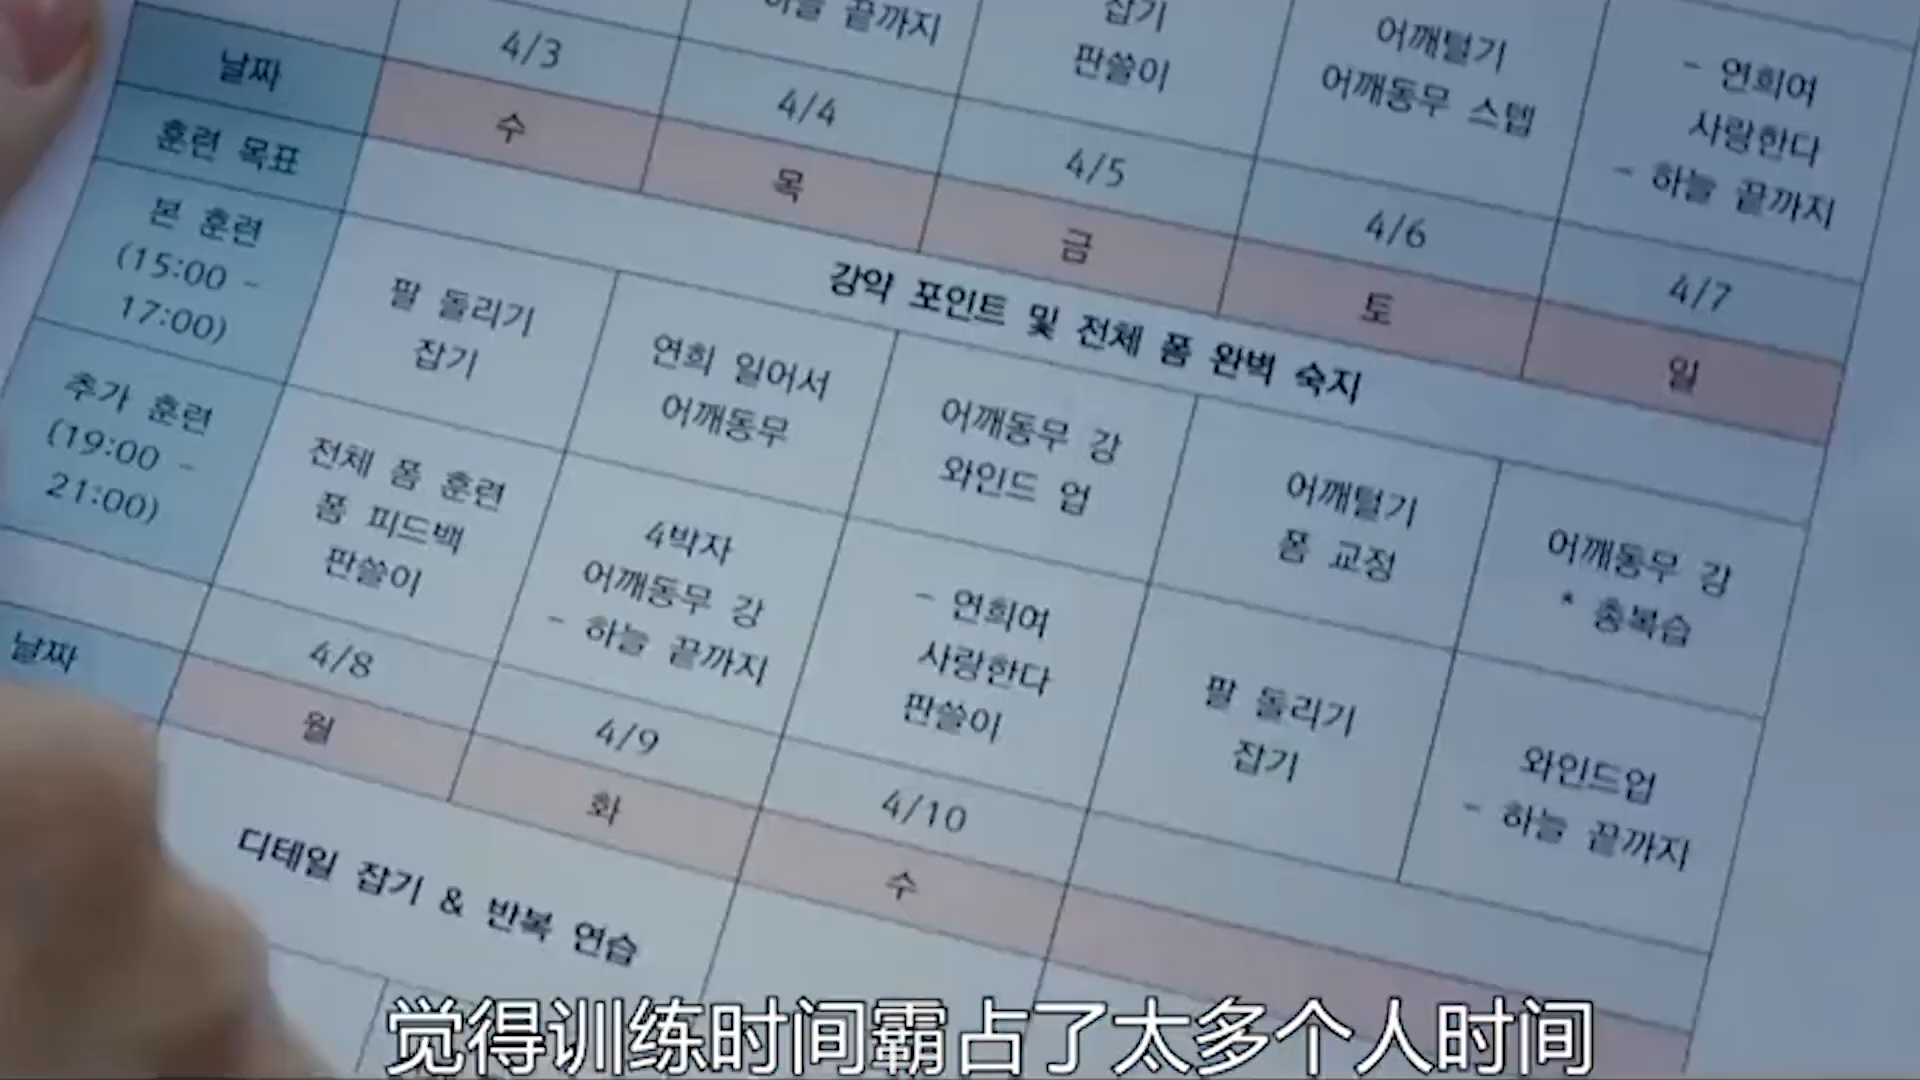 하늘 끝까지
잡기
판쓸이
어깨털기
어깨동무 스텝
- 연희여
사랑한다
- 하늘 끝까지
날짜
4/3
4/4
4/5
4/6
4/7
수
목
금
토
일
훈련 목표
강약 포인트 및 전체 폼 완벽 숙지
본 훈련
(15:00 -
17:00)
팔 돌리기
잡기
연희 일어서
어깨동무
어깨동무 강
와인드 업
어깨털기
폼 교정
어깨동무 강
* 총복습
추가 훈련
(19:00 -
21:00)
전체 폼 훈련
폼 피드백
판쓸이
4박자
어깨동무 강
- 하늘 끝까지
- 연희여
사랑한다
판쓸이
팔 돌리기
잡기
와인드업
- 하늘 끝까지
날짜
4/8
4/9
4/10
월
화
수
디테일 잡기 & 반복 연습
觉得训练时间霸占了太多个人时间